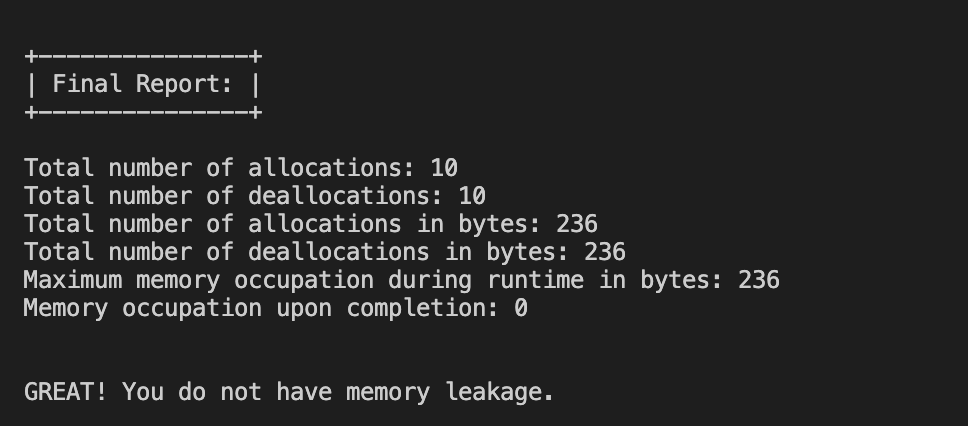 +---------------+
| Final Report: |
+---------------+
Total number of allocations: 10
Total number of deallocations: 10
Total number of allocations in bytes: 236
Total number of deallocations in bytes: 236
Maximum memory occupation during runtime in bytes: 236
Memory occupation upon completion: 0
GREAT! You do not have memory leakage.